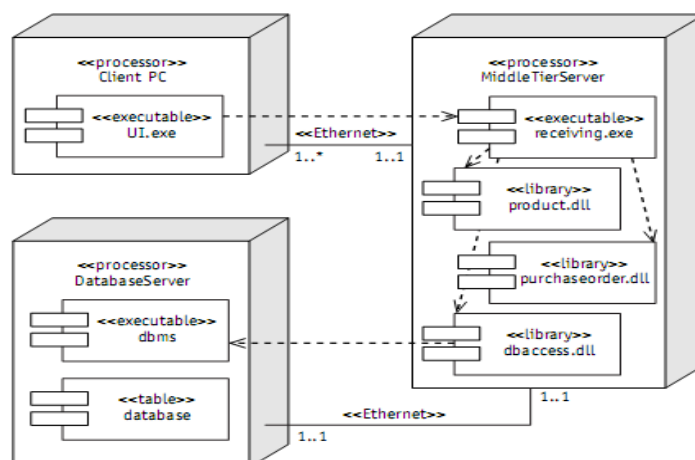 <<processor>>
Client PC
<<executable>>
UI.exe
<<Ethernet>>
1..*
1..1
<<processor>>
MiddleTierServer
<<executable>>
receiving.exe
<<library>>
product.dll
<<library>>
purchaseorder.dll
<<library>>
dbaccess.dll
<<processor>>
DatabaseServer
<<executable>>
dbms
<<table>>
database
<<Ethernet>>
1..1
1..1